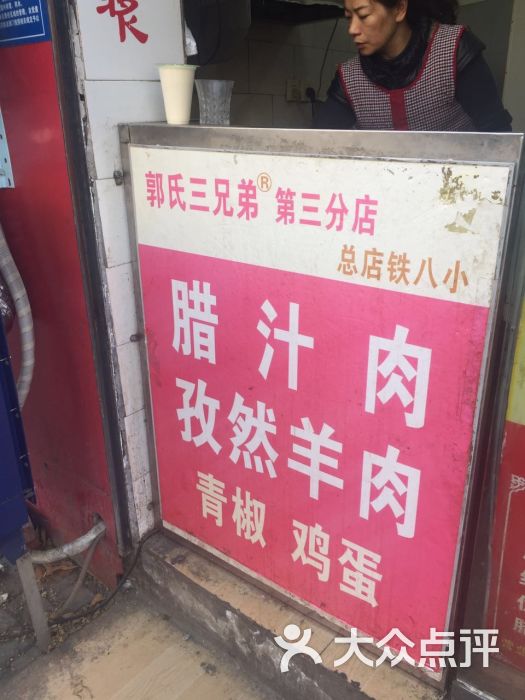 浆
郭氏三兄弟® 第三分店
总店铁八小
腊汁肉
孜然羊肉
青椒 鸡蛋
大众点评